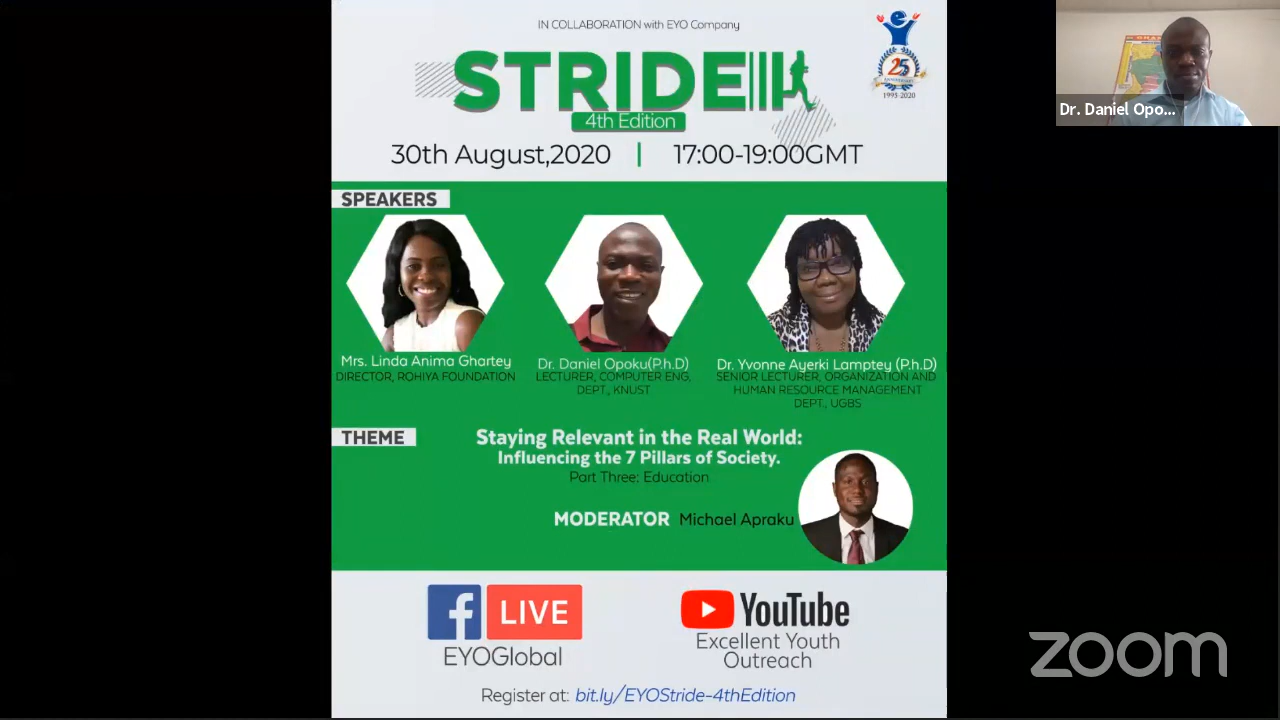 IN COLLABORATION with EYO Company
STRIDE
4th Edition
25
ANNIVERSARY
1995-2020
30th August,2020 | 17:00-19:00GMT
Dr. Daniel Opo...
SPEAKERS
Mrs. Linda Anima Ghartey
DIRECTOR, ROHIYA FOUNDATION
Dr. Daniel Opoku(P.h.D)
LECTURER, COMPUTER ENG,
DEPT., KNUST
Dr. Yvonne Ayerki Lamptey (P.h.D)
SENIOR LECTURER, ORGANIZATION AND
HUMAN RESOURCE MANAGEMENT
DEPT., UGBS
THEME
Staying Relevant in the Real World:
Influencing the 7 Pillars of Society.
Part Three: Education
MODERATOR Michael Apraku
f LIVE
EYOGlobal
YouTube
Excellent Youth
Outreach
Register at: bit.ly/EYOStride-4thEdition
zoom